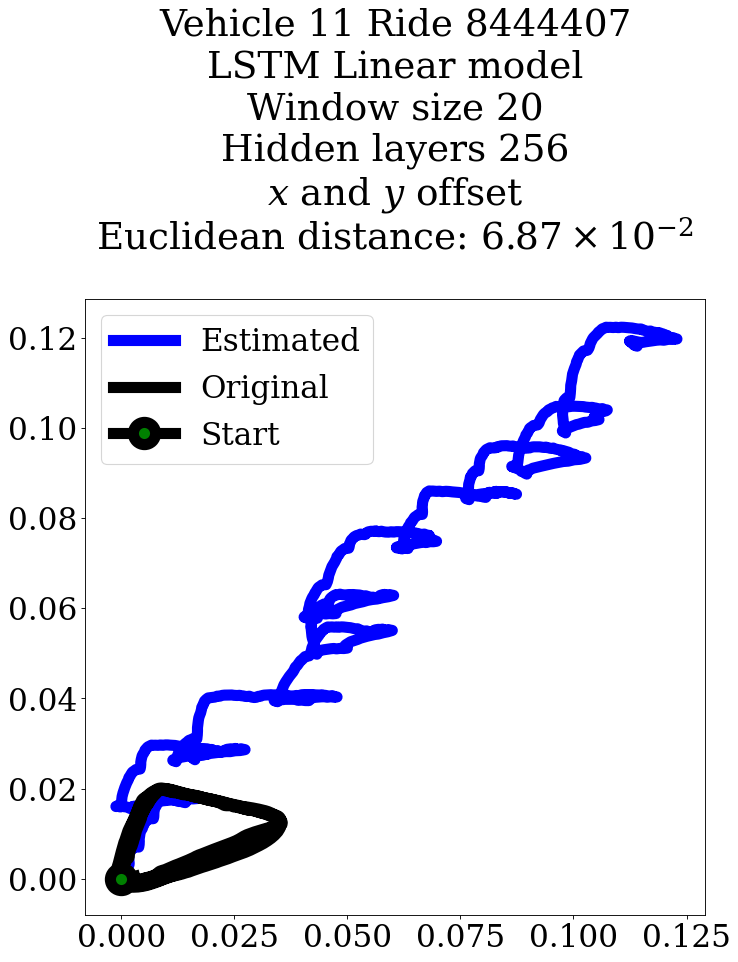 Vehicle 11 Ride 8444407
LSTM Linear model
Window size 20
Hidden layers 256
x and y offset
Euclidean distance: 6.87 × 10⁻²
Estimated
Original
Start
0.12
0.10
0.08
0.06
0.04
0.02
0.00
0.000 0.025 0.050 0.075 0.100 0.125